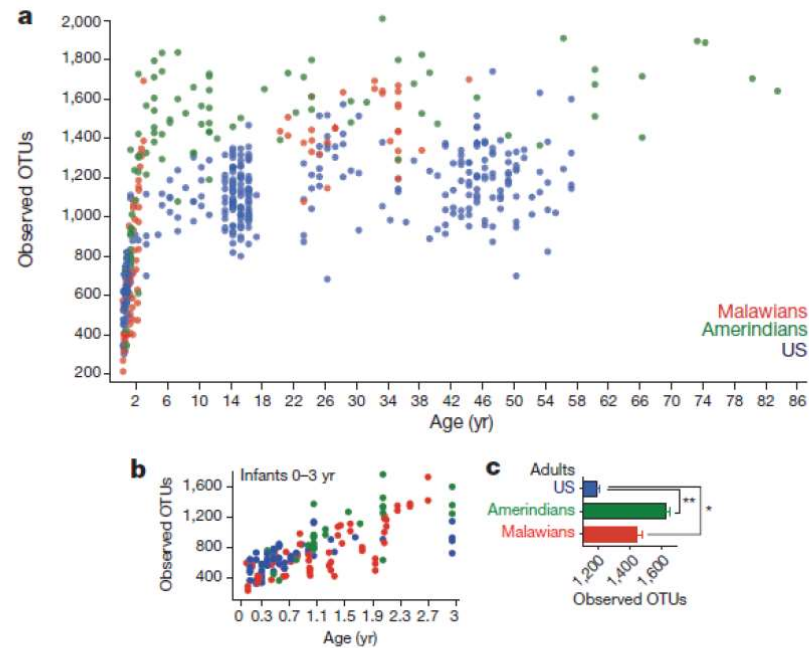 a
2,000
1,800
1,600
1,400
1,200
1,000
800
600
400
200
Observed OTUs
Malawians
Amerindians
US
2 6 10 14 18 22 26 30 34 38 42 46 50 54 58 62 66 70 74 78 82 86
Age (yr)
b
Infants 0–3 yr
1,600
1,200
800
400
Observed OTUs
0 0.3 0.7 1.1 1.5 1.9 2.3 2.7 3
Age (yr)
c
Adults
US
Amerindians
Malawians
**
*
1,200 1,400 1,600
Observed OTUs